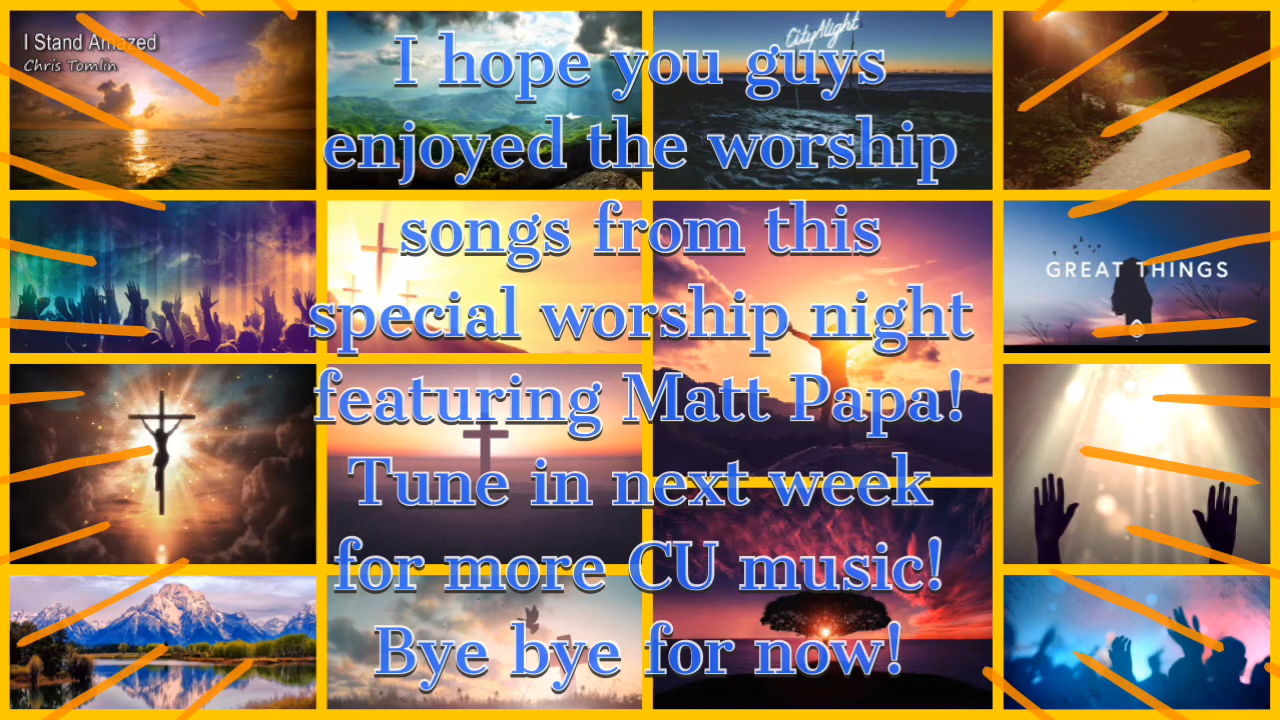 I Stand Amazed
Chris Tomlin
CityAlight
GREAT THINGS
I hope you guys
enjoyed the worship
songs from this
special worship night
featuring Matt Papa!
Tune in next week
for more CU music!
Bye bye for now!